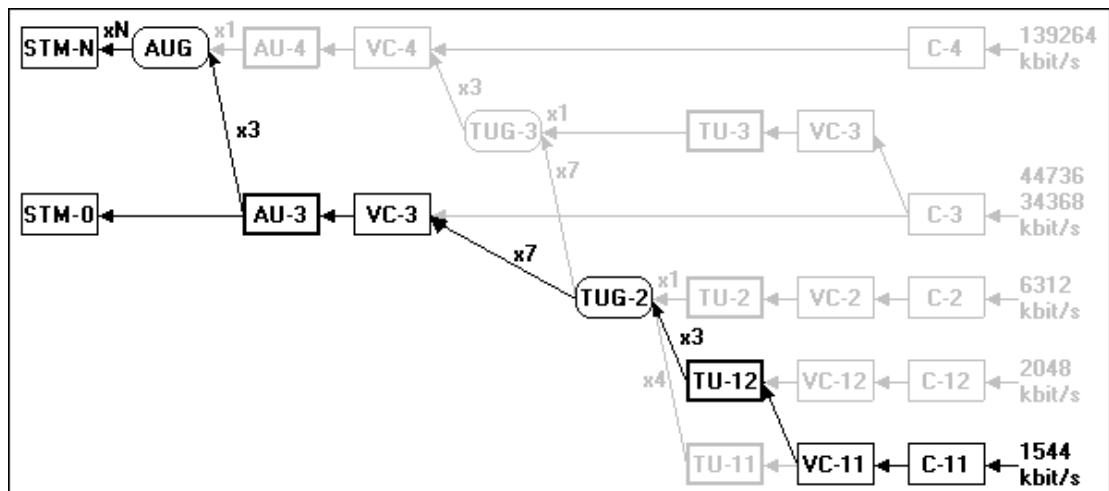 xN
x1
STM-N
AUG
AU-4
VC-4
C-4
139264
kbit/s
x3
x1
x3
TUG-3
TU-3
VC-3
x7
44736
34368
kbit/s
STM-0
AU-3
VC-3
C-3
x7
x1
TUG-2
TU-2
VC-2
C-2
6312
kbit/s
x3
x4
TU-12
VC-12
C-12
2048
kbit/s
TU-11
VC-11
C-11
1544
kbit/s